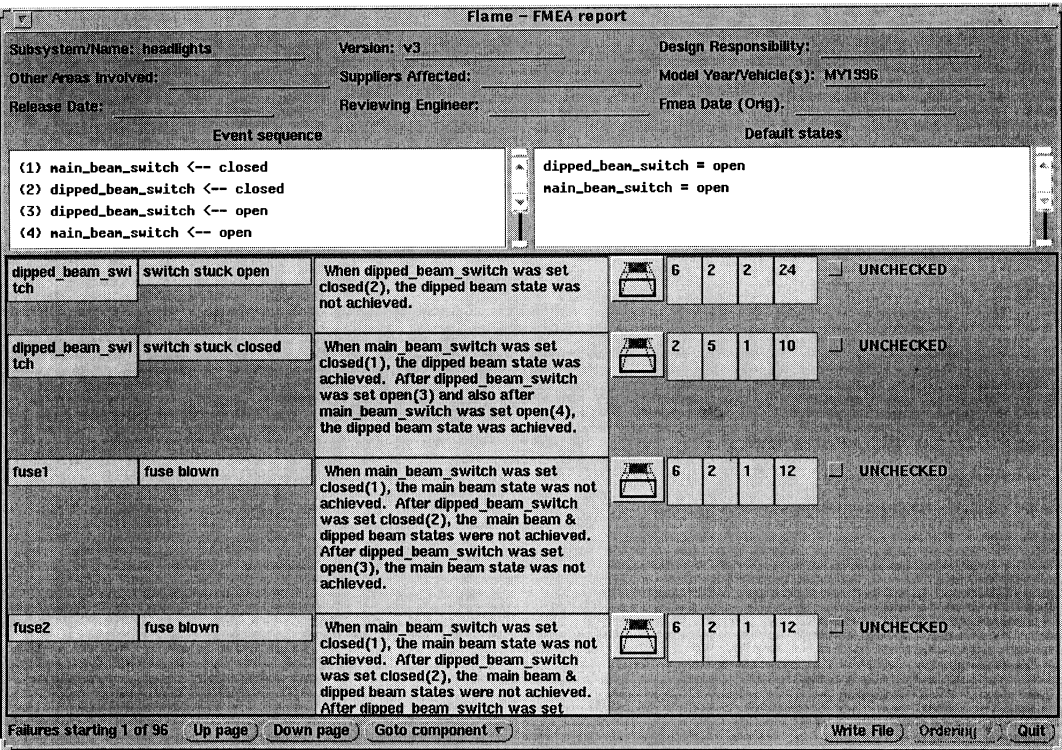 Flame – FMEA report
Subsystem/Name: headlights Version: v3 Design Responsibility:
Other Areas Involved: Suppliers Affected: Model Year/Vehicle(s): MY1996
Release Date: Reviewing Engineer: Fmea Date (Orig).
Event sequence Default states
(1) main_beam_switch <-- closed
(2) dipped_beam_switch <-- closed
(3) dipped_beam_switch <-- open
(4) main_beam_switch <-- open
dipped_beam_switch = open
main_beam_switch = open
dipped_beam_swi
tch
switch stuck open
When dipped_beam_switch was set
closed(2), the dipped beam state was
not achieved.
6 2 2 24 UNCHECKED
dipped_beam_swi
tch
switch stuck closed
When main_beam_switch was set
closed(1), the dipped beam state was
achieved. After dipped_beam_switch
was set open(3) and also after
main_beam_switch was set open(4),
the dipped beam state was achieved.
2 5 1 10 UNCHECKED
fuse1
fuse blown
When main_beam_switch was set
closed(1), the main beam state was not
achieved. After dipped_beam_switch
was set closed(2), the main beam &
dipped beam states were not achieved.
After dipped_beam_switch was set
open(3), the main beam state was not
achieved.
6 2 1 12 UNCHECKED
fuse2
fuse blown
When main_beam_switch was set
closed(1), the main beam state was not
achieved. After dipped_beam_switch
was set closed(2), the main beam &
dipped beam states were not achieved.
After dipped_beam_switch was set
6 2 1 12 UNCHECKED
Failures starting 1 of 96 Up page Down page Goto component Write File Ordering Quit